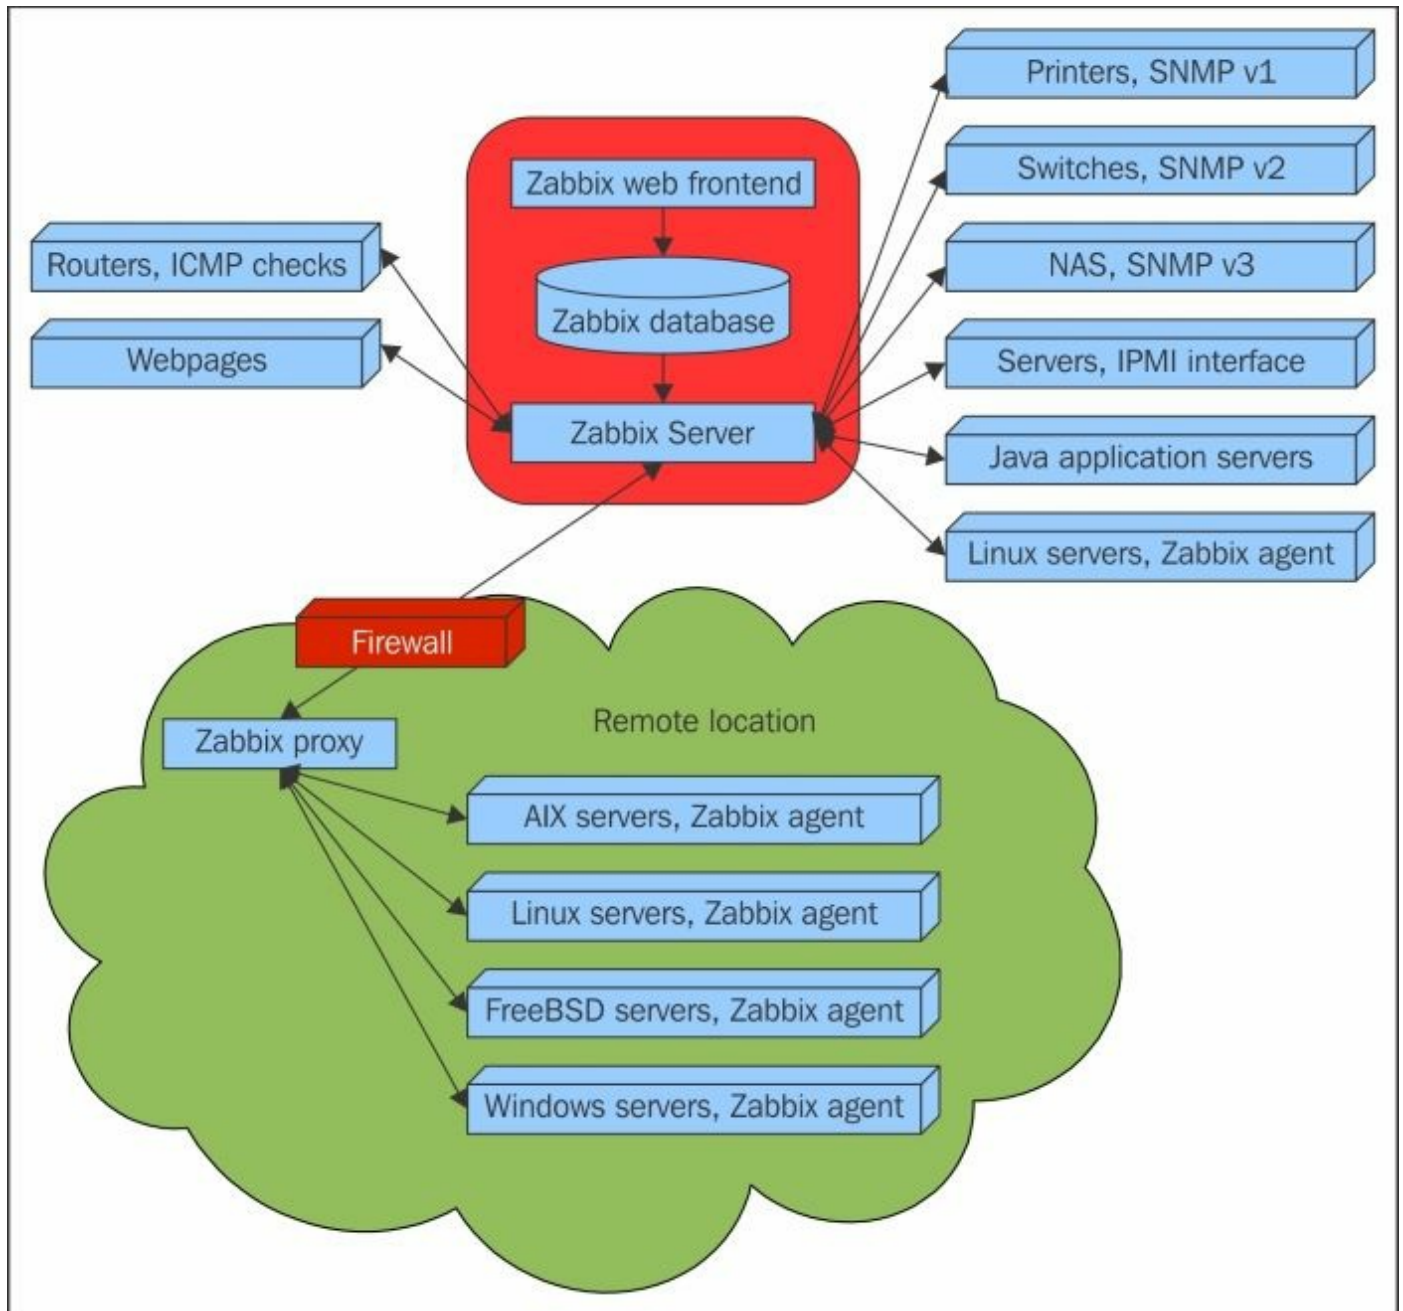 Printers, SNMP v1
Zabbix web frontend
Switches, SNMP v2
Routers, ICMP checks
NAS, SNMP v3
Zabbix database
Webpages
Servers, IPMI interface
Zabbix Server
Java application servers
Linux servers, Zabbix agent
Firewall
Remote location
Zabbix proxy
AIX servers, Zabbix agent
Linux servers, Zabbix agent
FreeBSD servers, Zabbix agent
Windows servers, Zabbix agent